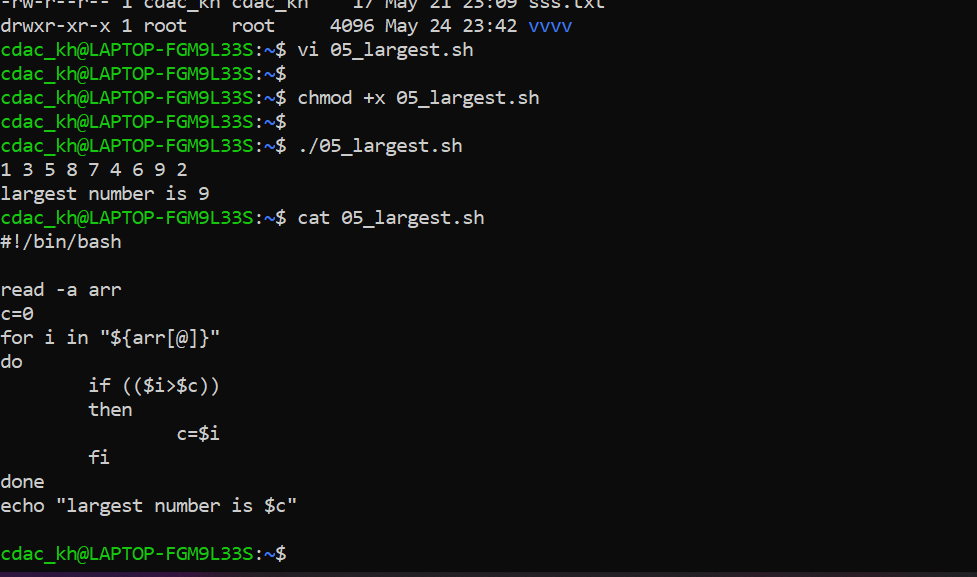 -rw-r--r-- 1 cdac_kh cdac_kh    17 May 21 23:09 sss.txt
drwxr-xr-x 1 root    root     4096 May 24 23:42 vvvv
cdac_kh@LAPTOP-FGM9L33S:~$ vi 05_largest.sh
cdac_kh@LAPTOP-FGM9L33S:~$
cdac_kh@LAPTOP-FGM9L33S:~$ chmod +x 05_largest.sh
cdac_kh@LAPTOP-FGM9L33S:~$
cdac_kh@LAPTOP-FGM9L33S:~$ ./05_largest.sh
1 3 5 8 7 4 6 9 2
largest number is 9
cdac_kh@LAPTOP-FGM9L33S:~$ cat 05_largest.sh
#!/bin/bash

read -a arr
c=0
for i in "${arr[@]}"
do
        if (($i>$c))
        then
                c=$i
        fi
done
echo "largest number is $c"

cdac_kh@LAPTOP-FGM9L33S:~$